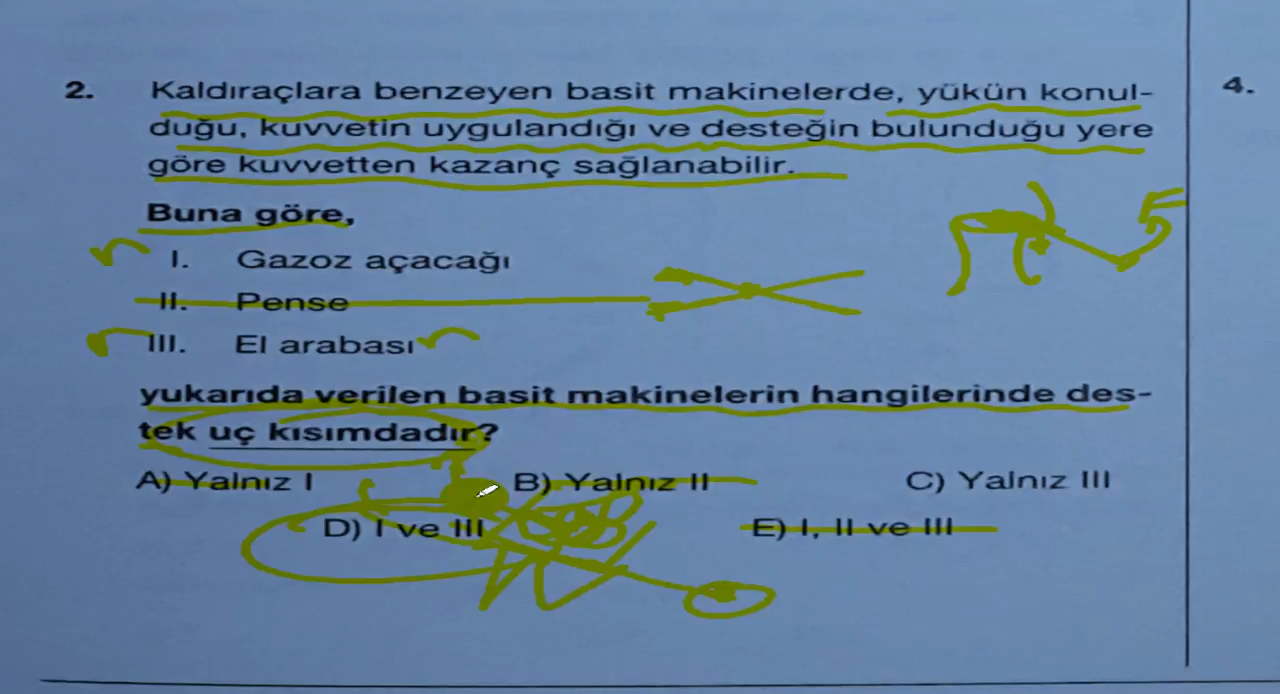 2. Kaldıraçlara benzeyen basit makinelerde, yükün konul-
duğu, kuvvetin uygulandığı ve desteğin bulunduğu yere
göre kuvvetten kazanç sağlanabilir.
Buna göre,
I. Gazoz açacağı
II. Pense
III. El arabası
yukarıda verilen basit makinelerin hangilerinde des-
tek uç kısımdadır?
A) Yalnız I B) Yalnız II C) Yalnız III
D) I ve III E) I, II ve III
4.